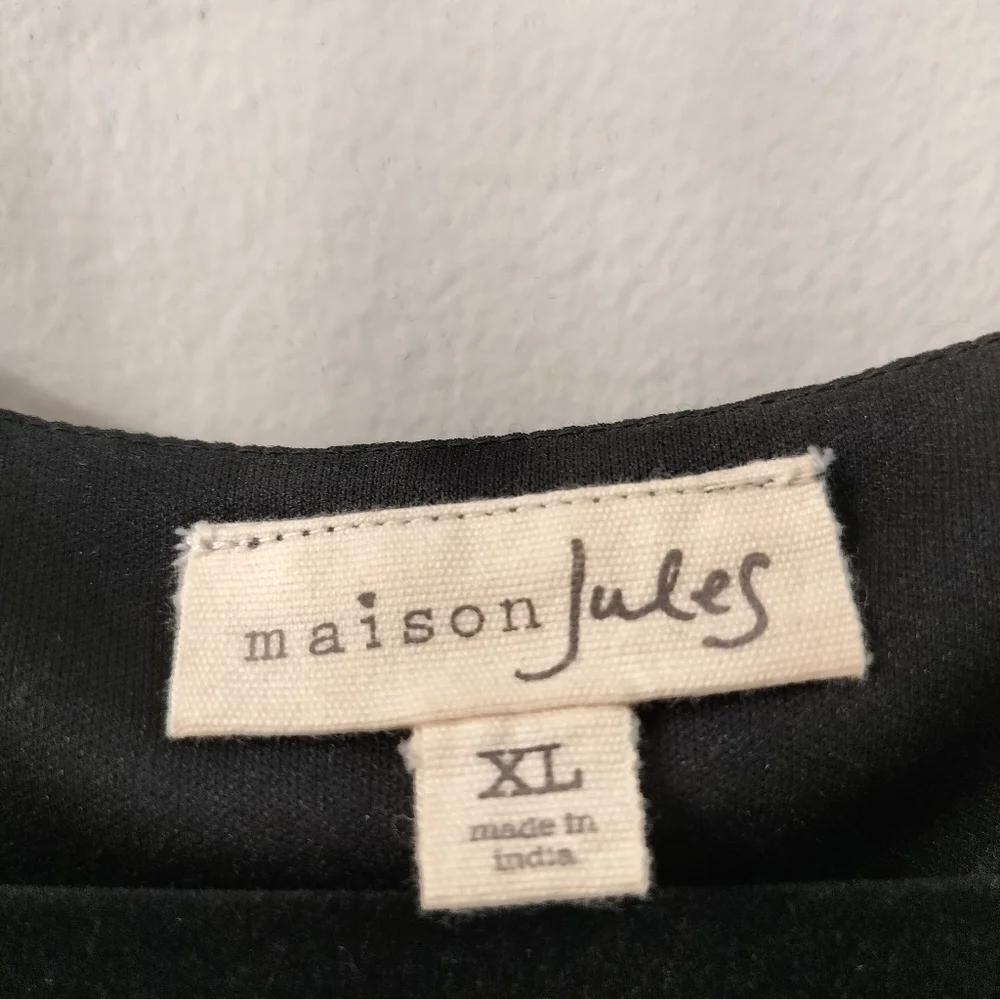 maison Jules
XL
made in
india